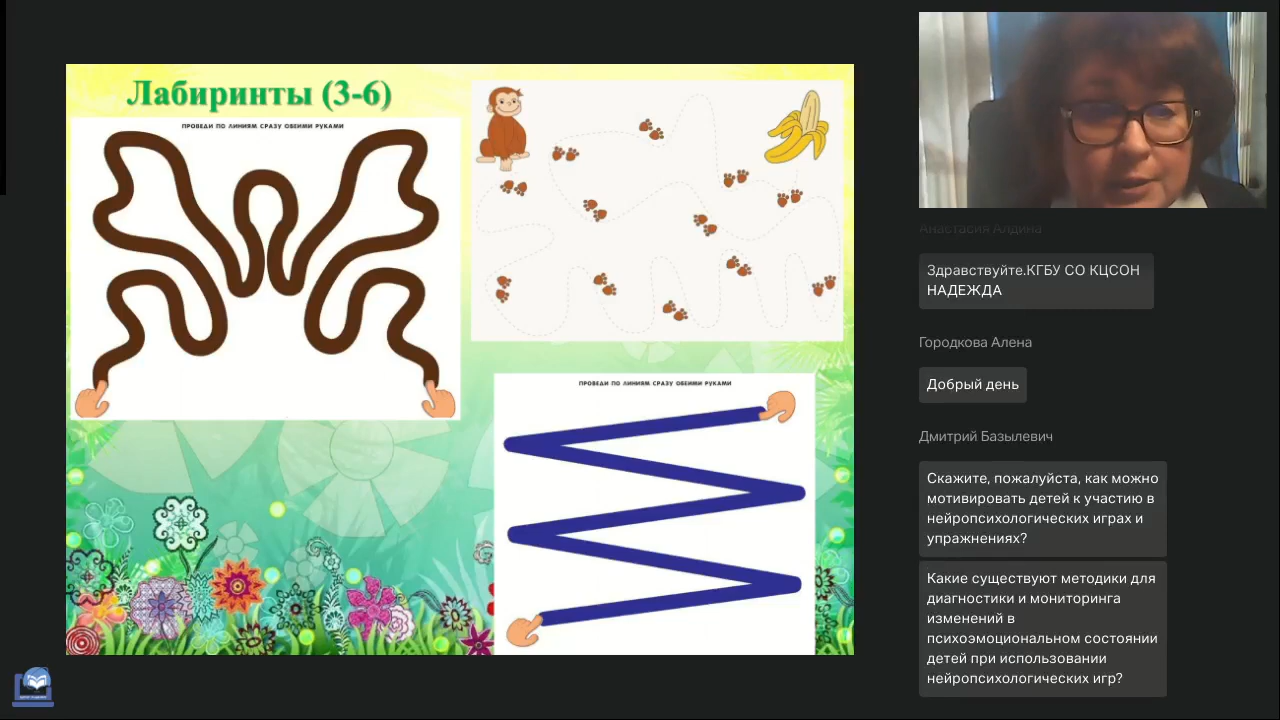 Лабиринты (3-6)
ПРОВЕДИ ПО ЛИНИЯМ СРАЗУ ОБЕИМИ РУКАМИ
ПРОВЕДИ ПО ЛИНИЯМ СРАЗУ ОБЕИМИ РУКАМИ
Анастасия Алдина
Здравствуйте.КГБУ СО КЦСОН
НАДЕЖДА
Городкова Алена
Добрый день
Дмитрий Базылевич
Скажите, пожалуйста, как можно
мотивировать детей к участию в
нейропсихологических играх и
упражнениях?
Какие существуют методики для
диагностики и мониторинга
изменений в
психоэмоциональном состоянии
детей при использовании
нейропсихологических игр?